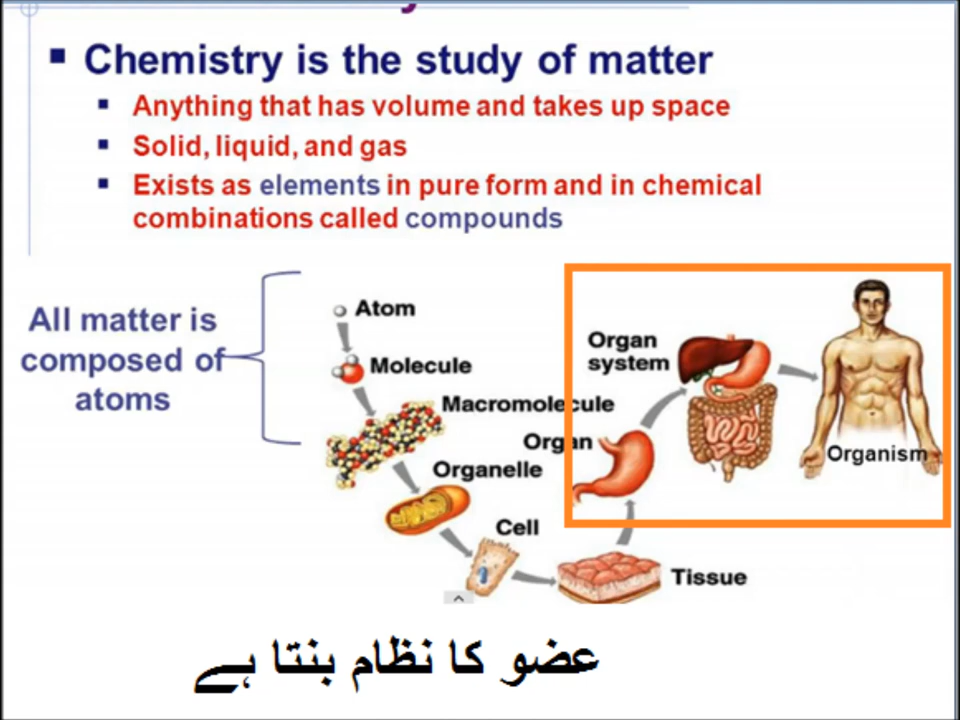 Chemistry is the study of matter
Anything that has volume and takes up space
Solid, liquid, and gas
Exists as elements in pure form and in chemical
combinations called compounds
All matter is
composed of
atoms
Atom
Molecule
Macromolecule
Organelle
Cell
Tissue
Organ
Organ
system
Organism
عضو کا نظام بنتا ہے